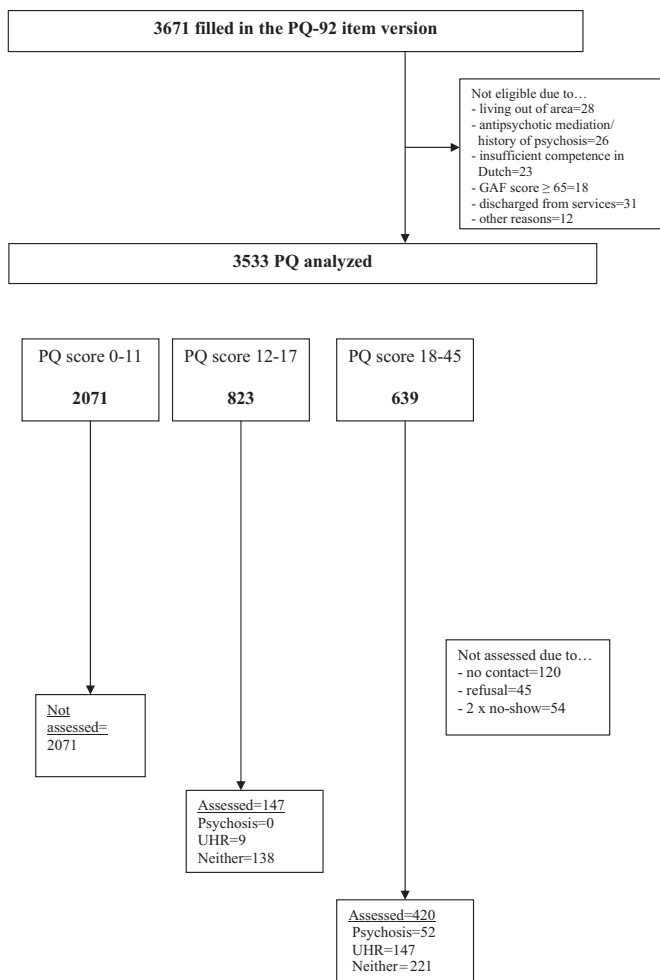 3671 filled in the PQ-92 item version
Not eligible due to…
- living out of area=28
- antipsychotic mediation/
history of psychosis=26
- insufficient competence in
Dutch=23
- GAF score ≥ 65=18
- discharged from services=31
- other reasons=12
3533 PQ analyzed
PQ score 0-11
2071
PQ score 12-17
823
PQ score 18-45
639
Not assessed due to…
- no contact=120
- refusal=45
- 2 x no-show=54
Not
assessed=
2071
Assessed=147
Psychosis=0
UHR=9
Neither=138
Assessed=420
Psychosis=52
UHR=147
Neither=221